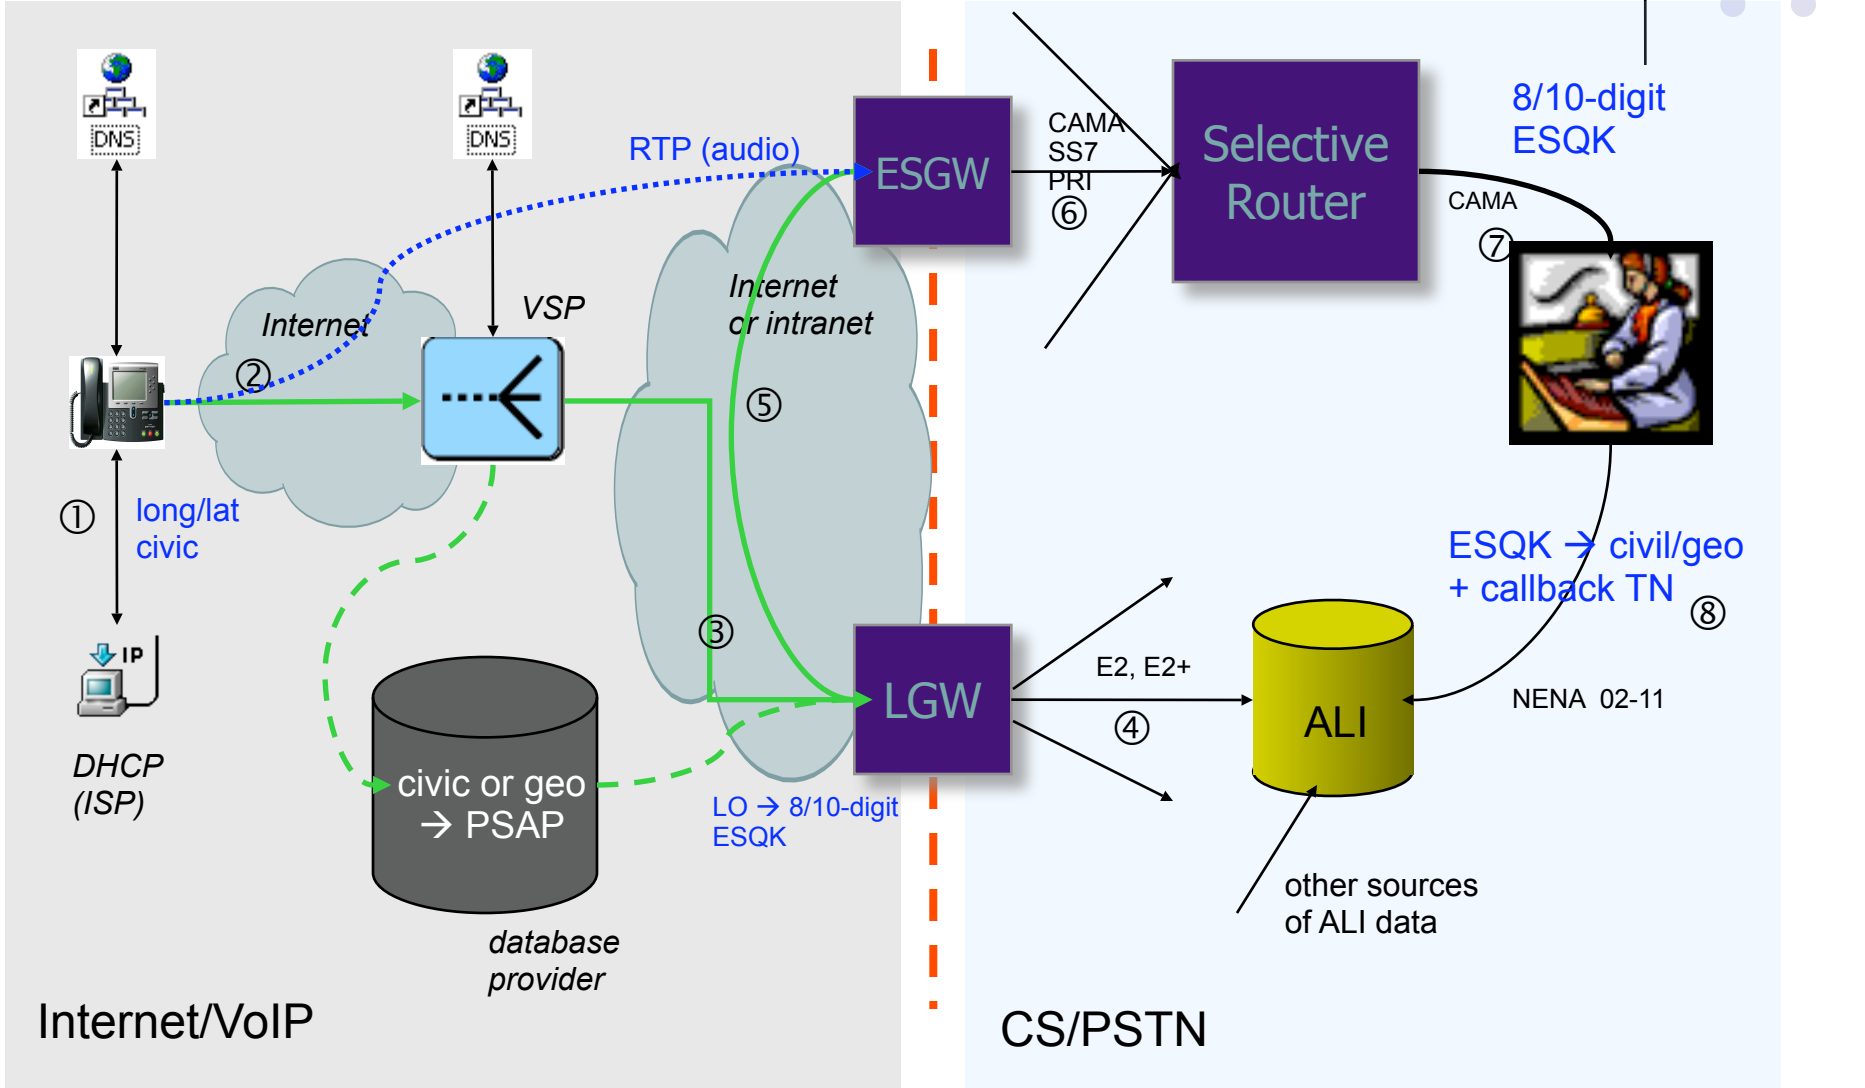 DNS
DNS
RTP (audio)
ESGW
CAMA
SS7
PRI
⑥
Selective
Router
8/10-digit
ESQK
CAMA
⑦
Internet
②
VSP
Internet
or intranet
⑤
①
long/lat
civic
③
ESQK → civil/geo
+ callback TN
⑧
IP
DHCP
(ISP)
civic or geo
→ PSAP
database
provider
LGW
LO → 8/10-digit
ESQK
E2, E2+
④
ALI
NENA 02-11
other sources
of ALI data
Internet/VoIP
CS/PSTN